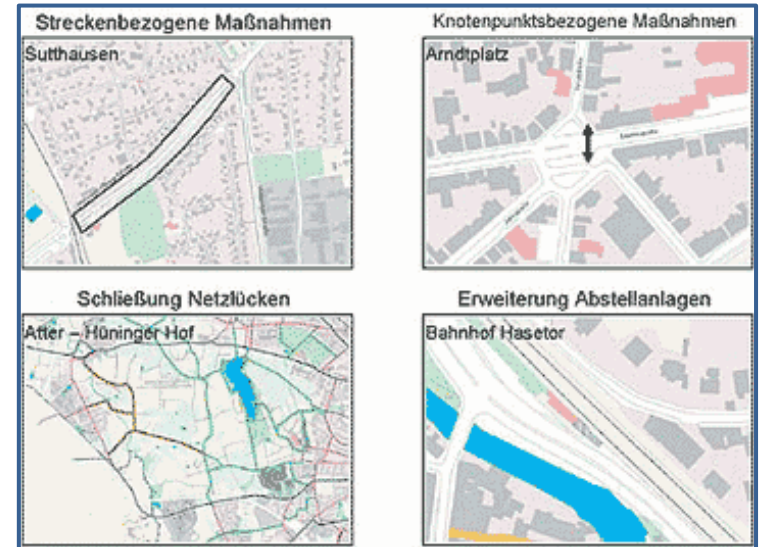 Streckenbezogene Maßnahmen
Knotenpunktsbezogene Maßnahmen
Sutthausen
Arndtplatz
Schließung Netzlücken
Erweiterung Abstellanlagen
Atter – Hüninger Hof
Bahnhof Hasetor